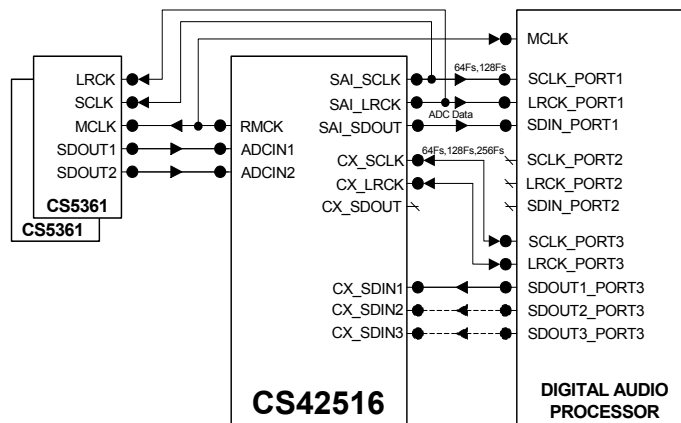 MCLK
LRCK
SCLK
MCLK
SDOUT1
SDOUT2
CS5361
CS5361
RMCK
ADCIN1
ADCIN2
SAI_SCLK
SAI_LRCK
SAI_SDOUT
CX_SCLK
CX_LRCK
CX_SDOUT
CX_SDIN1
CX_SDIN2
CX_SDIN3
CS42516
64Fs,128Fs
ADC Data
64Fs,128Fs,256Fs
SCLK_PORT1
LRCK_PORT1
SDIN_PORT1
SCLK_PORT2
LRCK_PORT2
SDIN_PORT2
SCLK_PORT3
LRCK_PORT3
SDOUT1_PORT3
SDOUT2_PORT3
SDOUT3_PORT3
DIGITAL AUDIO
PROCESSOR